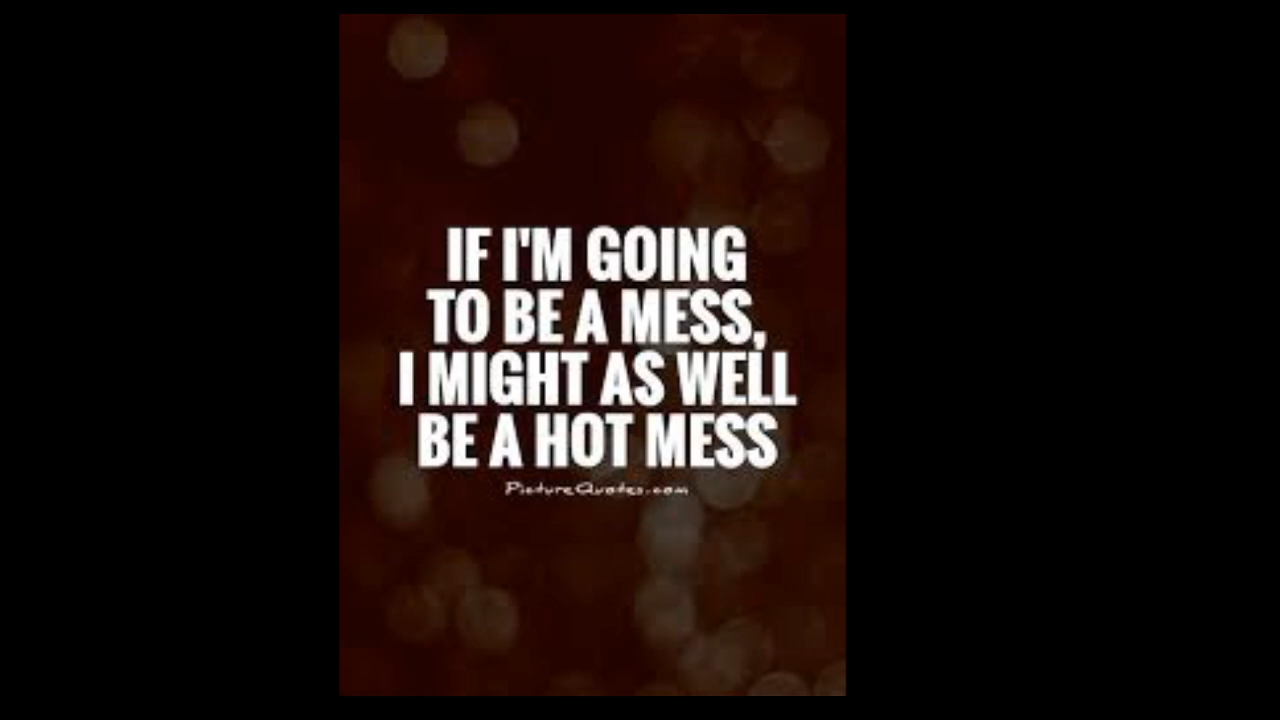 IF I'M GOING
TO BE A MESS,
I MIGHT AS WELL
BE A HOT MESS
PictureQuotes.com